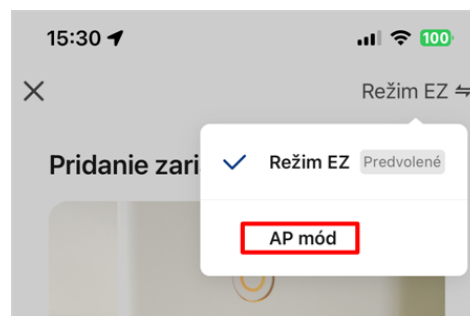 15:30
100
Režim EZ
Pridanie zari
Režim EZ Predvolené
AP mód